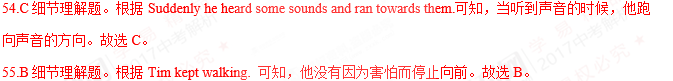 54.C 细节理解题。根据 Suddenly he heard some sounds and ran towards them.可知，当听到声音的时候，他跑
向声音的方向。故选 C。
55.B 细节理解题。根据 Tim kept walking. 可知，他没有因为害怕而停止向前。故选 B。